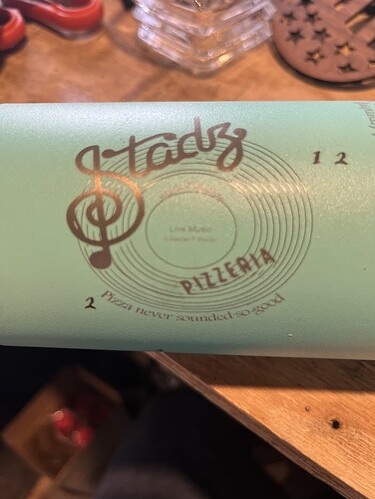 Stadz
1 2
Live Music
PIZZERIA
2
Pizza never sounded so good